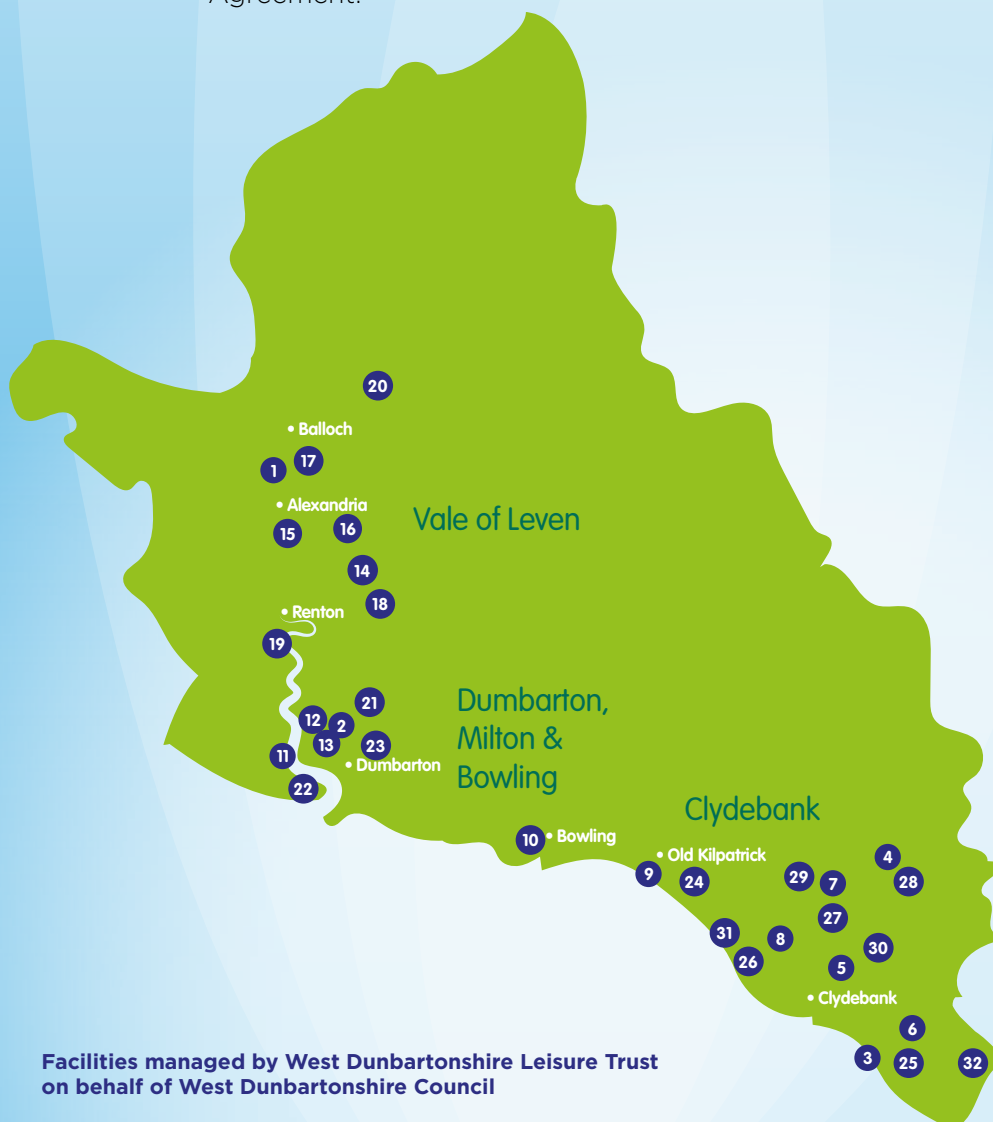 Agreement.
20
• Balloch
17
1
• Alexandria
16
15
Vale of Leven
14
18
• Renton
19
21
Dumbarton,
Milton &
Bowling
12
2
13
23
11
• Dumbarton
22
Clydebank
10
• Bowling
• Old Kilpatrick
4
9
24
29
7
28
27
31
8
30
26
5
• Clydebank
6
3
25
32
Facilities managed by West Dunbartonshire Leisure Trust
on behalf of West Dunbartonshire Council